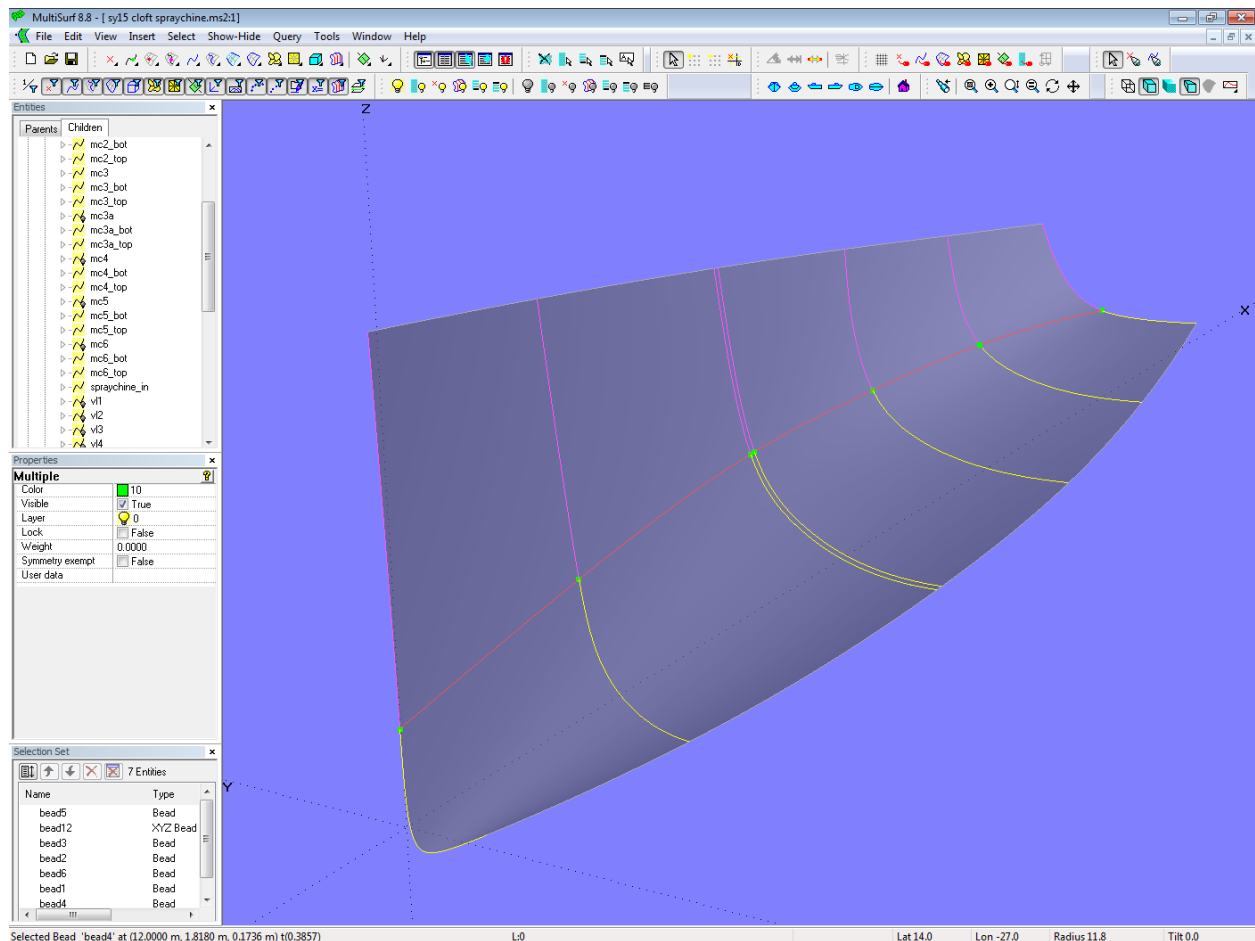 MultiSurf 8.8 - [ sy15 cloft spraychine.ms2:1]
File Edit View Insert Select Show-Hide Query Tools Window Help
Entities
Parents Children
mc2_bot
mc2_top
mc3
mc3_bot
mc3_top
mc3a
mc3a_bot
mc3a_top
mc4
mc4_bot
mc4_top
mc5
mc5_bot
mc5_top
mc6
mc6_bot
mc6_top
spraychine_in
vl1
vl2
vl3
vl4
Properties
Multiple
Color 10
Visible True
Layer 0
Lock False
Weight 0.0000
Symmetry exempt False
User data
Selection Set
7 Entities
Name Type
bead5 Bead
bead12 XYZ Bead
bead3 Bead
bead2 Bead
bead6 Bead
bead1 Bead
bead4 Bead
Z
X
Y
Selected Bead 'bead4' at (12.0000 m, 1.8180 m, 0.1736 m) t(0.3857) L:0 Lat 14.0 Lon -27.0 Radius 11.8 Tilt 0.0